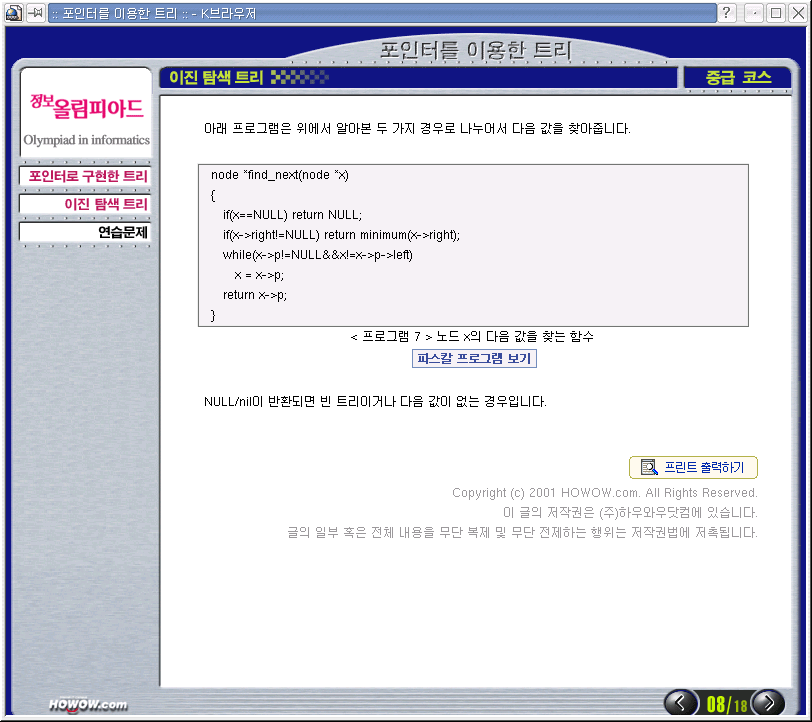 :: 포인터를 이용한 트리 :: - K브라우저
포인터를 이용한 트리
이진 탐색 트리
중급 코스
정보올림피아드
Olympiad in informatics
포인터로 구현한 트리
이진 탐색 트리
연습문제
아래 프로그램은 위에서 알아본 두 가지 경우로 나누어서 다음 값을 찾아줍니다.
node *find_next(node *x)
{
if(x==NULL) return NULL;
if(x->right!=NULL) return minimum(x->right);
while(x->p!=NULL&&x!=x->p->left)
x = x->p;
return x->p;
}
< 프로그램 7 > 노드 x의 다음 값을 찾는 함수
파스칼 프로그램 보기
NULL/nil이 반환되면 빈 트리이거나 다음 값이 없는 경우입니다.
프린트 출력하기
Copyright (c) 2001 HOWOW.com. All Rights Reserved.
이 글의 저작권은 (주)하우와우닷컴에 있습니다.
글의 일부 혹은 전체 내용을 무단 복제 및 무단 전제하는 행위는 저작권법에 저촉됩니다.
HOWOW.com
08/18